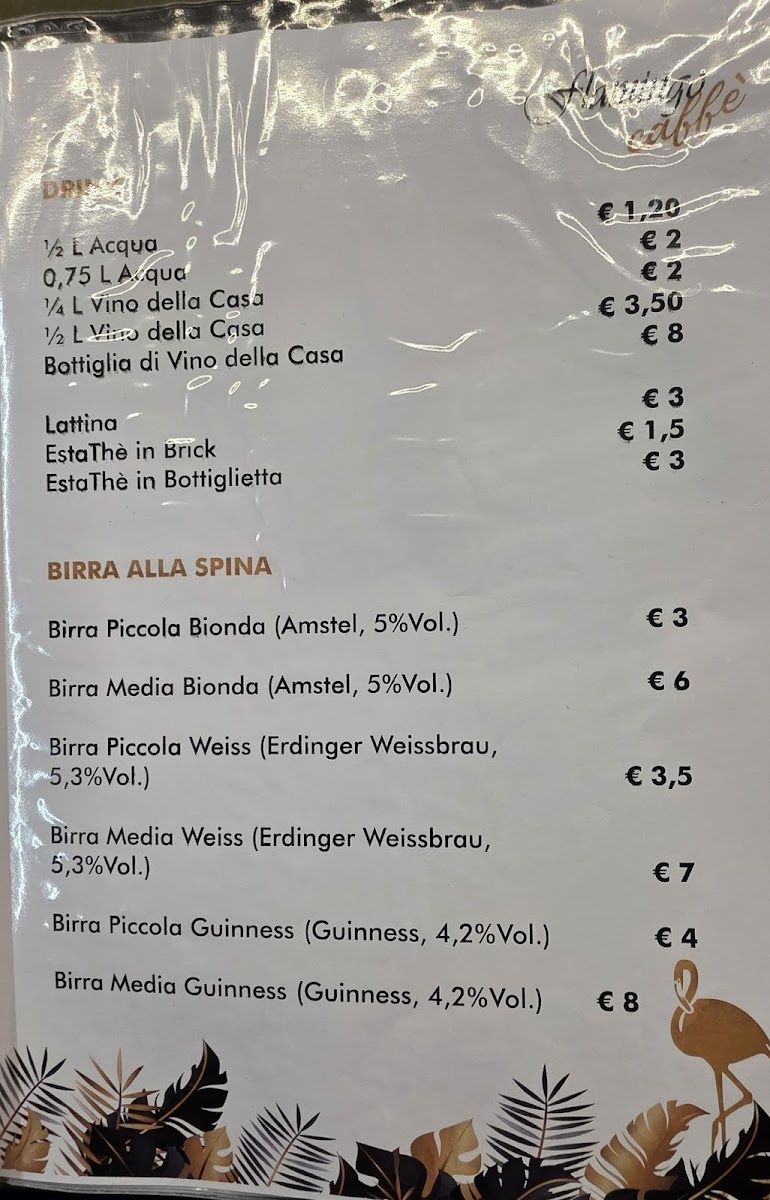 flamingo
caffè
DRINK
½ L Acqua € 1,20
0,75 L Acqua € 2
¼ L Vino della Casa € 2
½ L Vino della Casa € 3,50
Bottiglia di Vino della Casa € 8
Lattina € 3
EstaThè in Brick € 1,5
EstaThè in Bottiglietta € 3
BIRRA ALLA SPINA
Birra Piccola Bionda (Amstel, 5%Vol.) € 3
Birra Media Bionda (Amstel, 5%Vol.) € 6
Birra Piccola Weiss (Erdinger Weissbrau,
5,3%Vol.) € 3,5
Birra Media Weiss (Erdinger Weissbrau,
5,3%Vol.) € 7
Birra Piccola Guinness (Guinness, 4,2%Vol.) € 4
Birra Media Guinness (Guinness, 4,2%Vol.) € 8